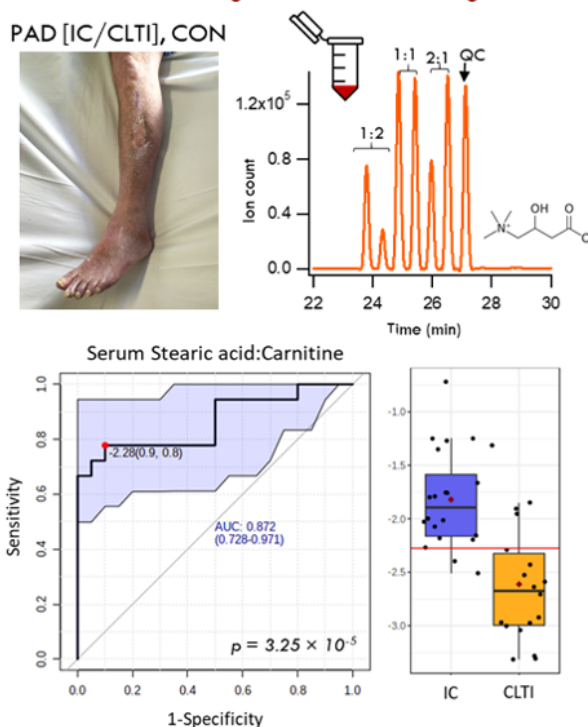 PAD [IC/CLTI], CON
1:1
2:1
QC
1:2
1.2x10⁵
0.8
0.4
0.0
Ion count
22
24
26
28
30
Time (min)
OH
O
N⁺
O
Serum Stearic acid:Carnitine
1.0
0.8
0.6
0.4
0.2
0.0
Sensitivity
-2.28(0.9, 0.8)
AUC: 0.872
(0.728-0.971)
p = 3.25 × 10⁻⁵
0.0 0.2 0.4 0.6 0.8 1.0
1-Specificity
-1.0
-1.5
-2.0
-2.5
-3.0
IC CLTI